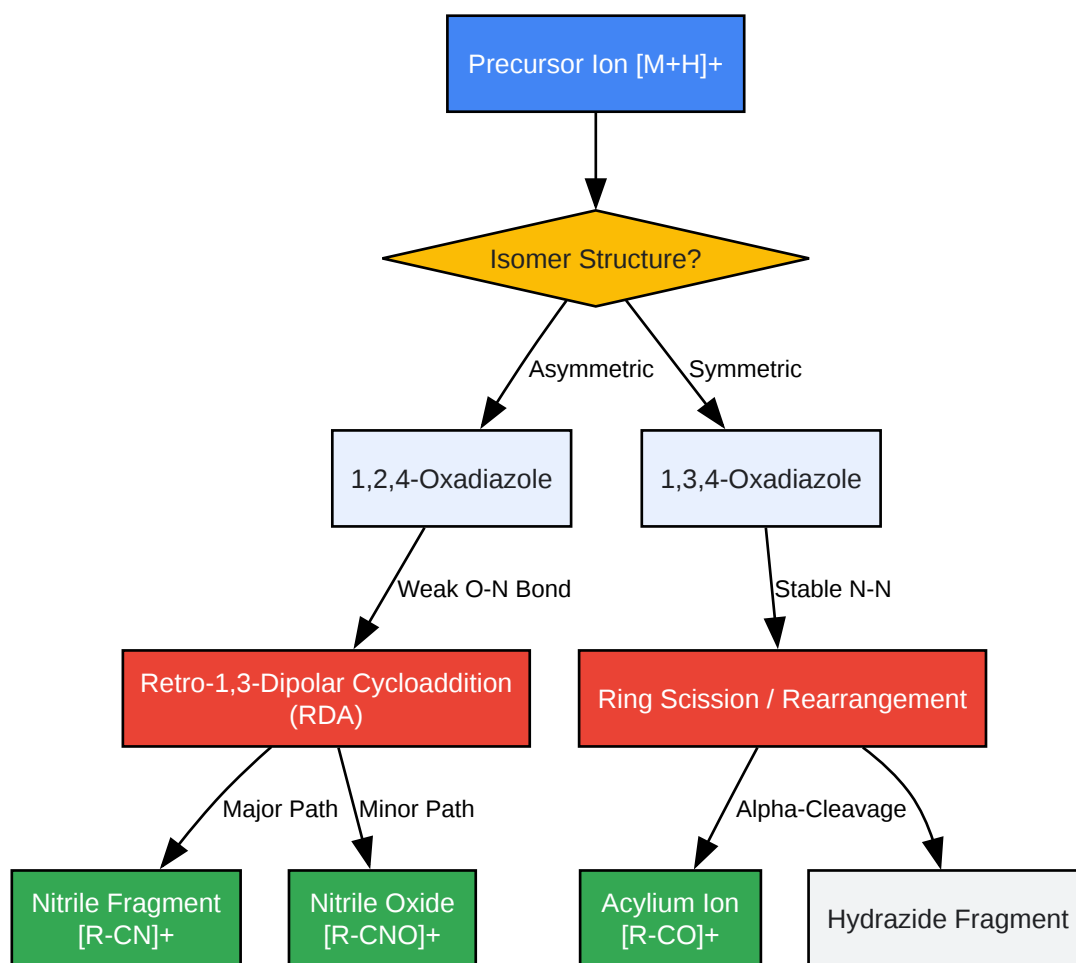 Precursor Ion [M+H]+
Isomer Structure?
Asymmetric
Symmetric
1,2,4-Oxadiazole
1,3,4-Oxadiazole
Weak O-N Bond
Stable N-N
Retro-1,3-Dipolar Cycloaddition
(RDA)
Ring Scission / Rearrangement
Major Path
Minor Path
Alpha-Cleavage
Nitrile Fragment
[R-CN]+
Nitrile Oxide
[R-CNO]+
Acylium Ion
[R-CO]+
Hydrazide Fragment